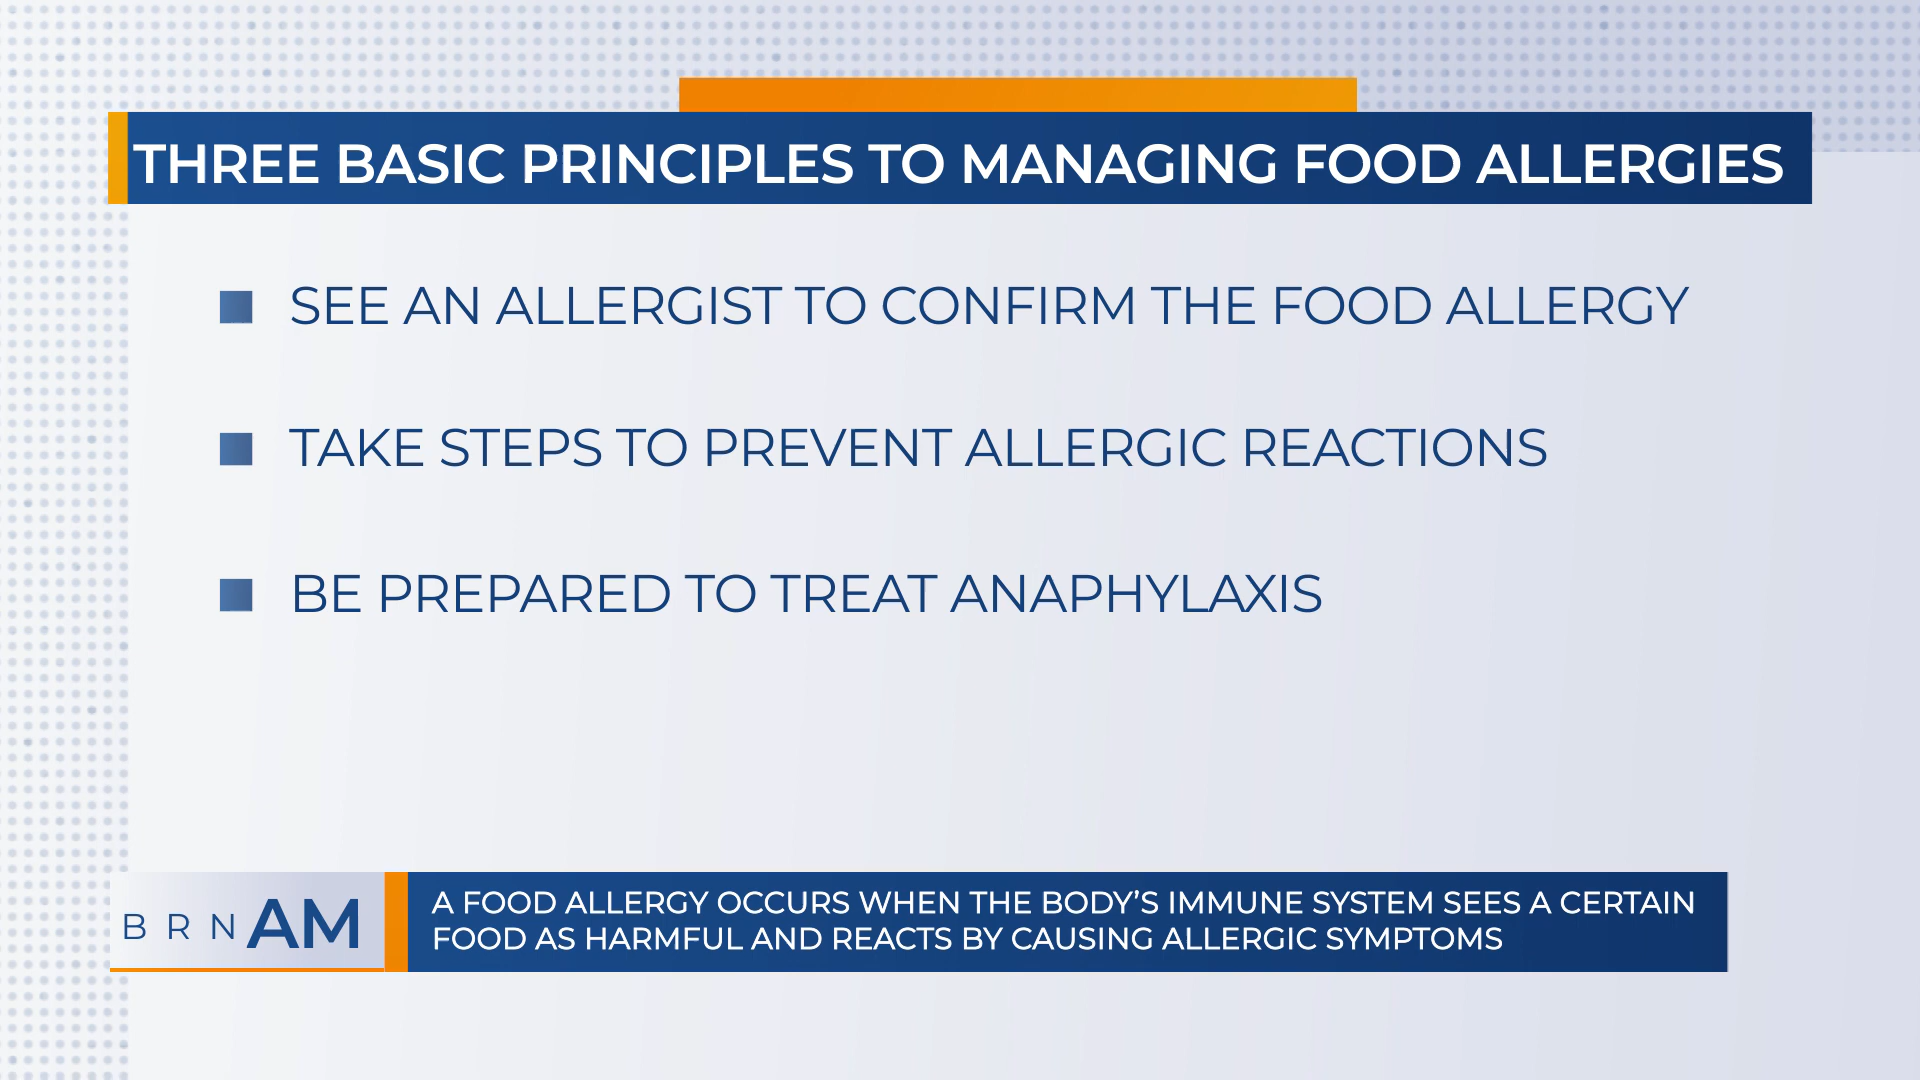 THREE BASIC PRINCIPLES TO MANAGING FOOD ALLERGIES
SEE AN ALLERGIST TO CONFIRM THE FOOD ALLERGY
TAKE STEPS TO PREVENT ALLERGIC REACTIONS
BE PREPARED TO TREAT ANAPHYLAXIS
BRN AM
A FOOD ALLERGY OCCURS WHEN THE BODY’S IMMUNE SYSTEM SEES A CERTAIN
FOOD AS HARMFUL AND REACTS BY CAUSING ALLERGIC SYMPTOMS